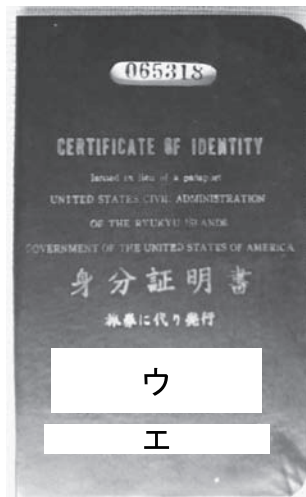 065318
CERTIFICATE OF IDENTITY
Issued in lieu of a passport
UNITED STATES CIVIL ADMINISTRATION
OF THE RYUKYU ISLANDS
GOVERNMENT OF THE UNITED STATES OF AMERICA
身分証明書
旅券に代り発行
ウ
エ